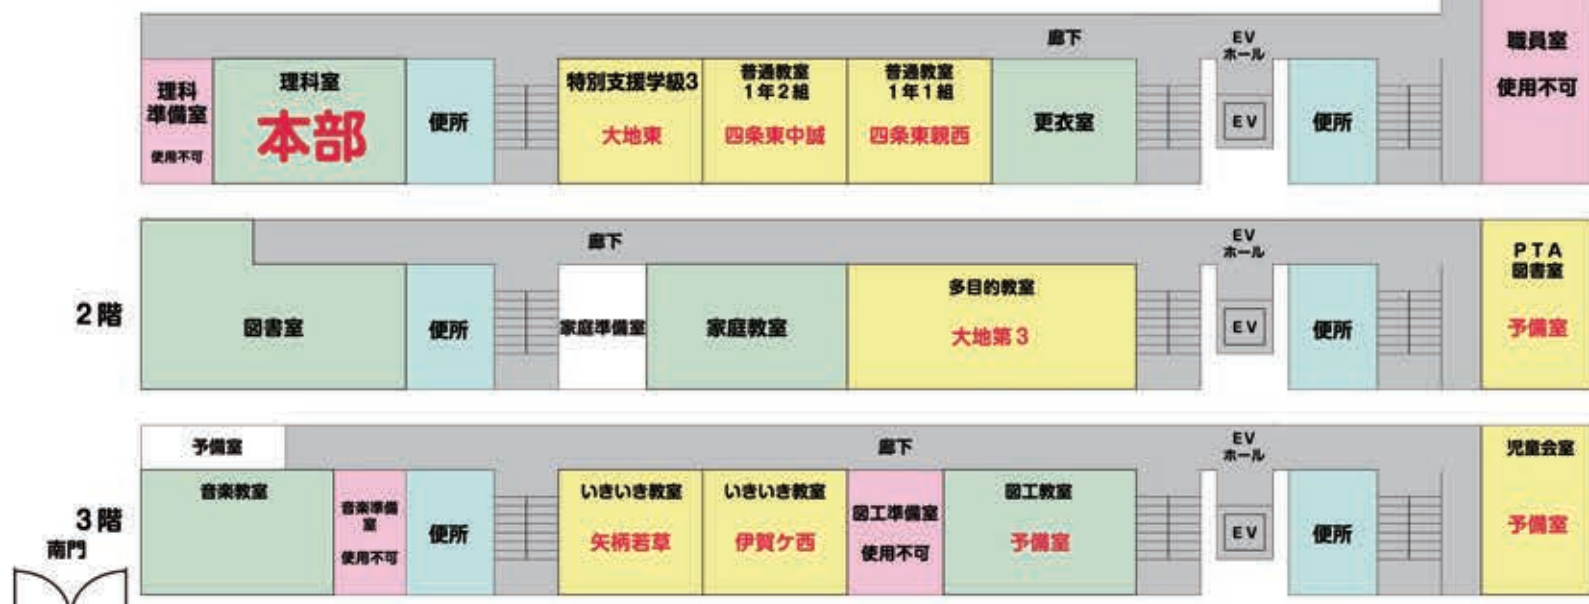 廊下
EV
ホール
職員室
使用不可
理科
準備室
使用不可
理科室
本部
便所
特別支援学級3
大地東
普通教室
1年2組
四条東中誠
普通教室
1年1組
四条東親西
更衣室
EV
便所
2階
図書室
便所
廊下
家庭準備室
家庭教室
多目的教室
大地第3
EV
ホール
EV
便所
PTA
図書室
予備室
3階
南門
予備室
音楽教室
音楽準備
室
使用不可
便所
いきいき教室
矢柄若草
いきいき教室
伊賀ケ西
廊下
図工準備室
使用不可
図工教室
予備室
EV
ホール
EV
便所
児童会室
予備室